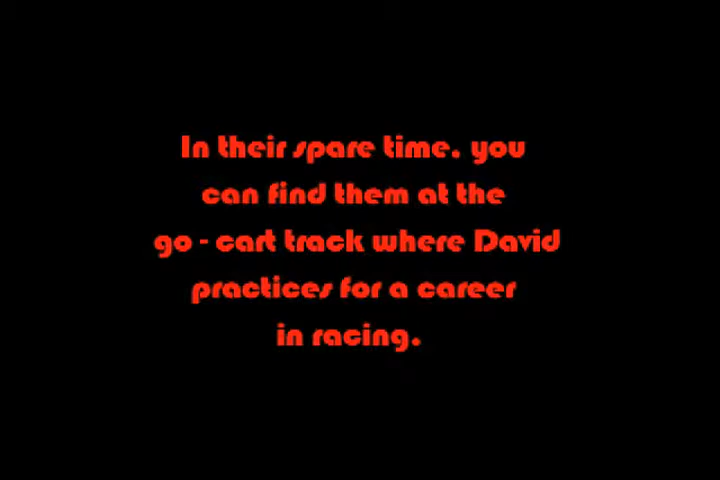 In their spare time, you
can find them at the
go - cart track where David
practices for a career
in racing.